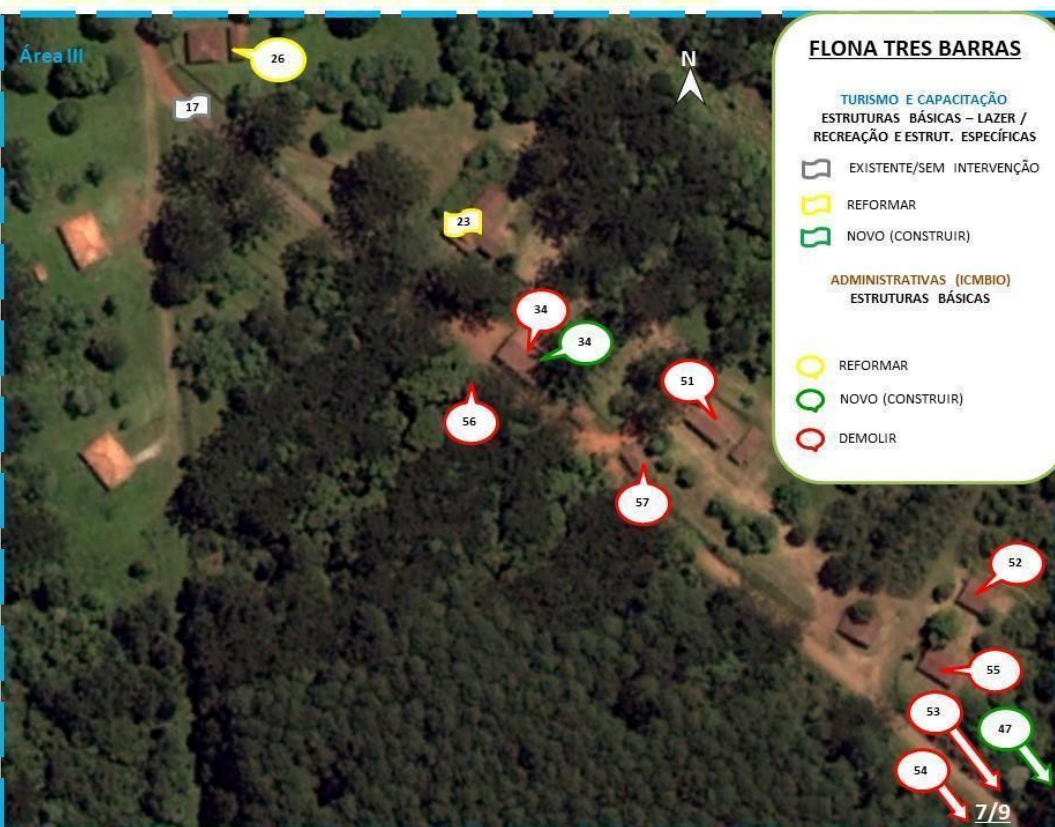 Área III
26
17
N
23
34
34
51
56
57
52
55
53
47
54
7/9
FLONA TRES BARRAS
TURISMO E CAPACITAÇÃO
ESTRUTURAS BÁSICAS – LAZER /
RECREAÇÃO E ESTRUT. ESPECÍFICAS
EXISTENTE/SEM INTERVENÇÃO
REFORMAR
NOVO (CONSTRUIR)
ADMINISTRATIVAS (ICMBIO)
ESTRUTURAS BÁSICAS
REFORMAR
NOVO (CONSTRUIR)
DEMOLIR